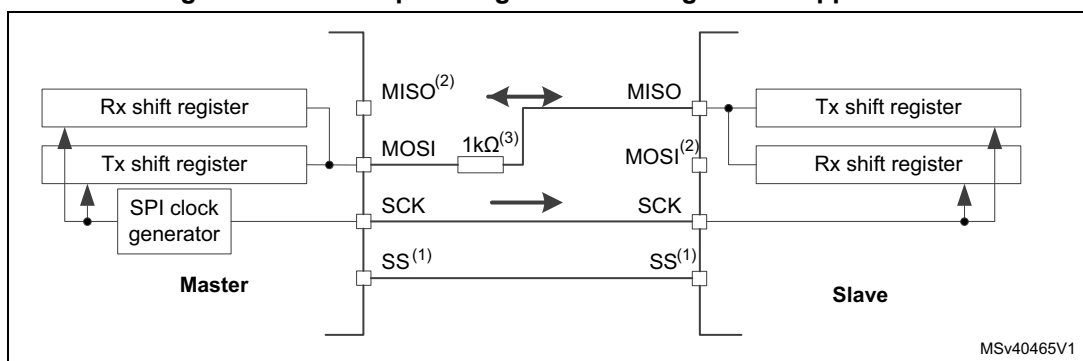 MISO(2)
MISO
Rx shift register
Tx shift register
MOSI
1kΩ(3)
MOSI(2)
Tx shift register
Rx shift register
SPI clock
generator
SCK
SCK
SS(1)
SS(1)
Master
Slave
MSv40465V1